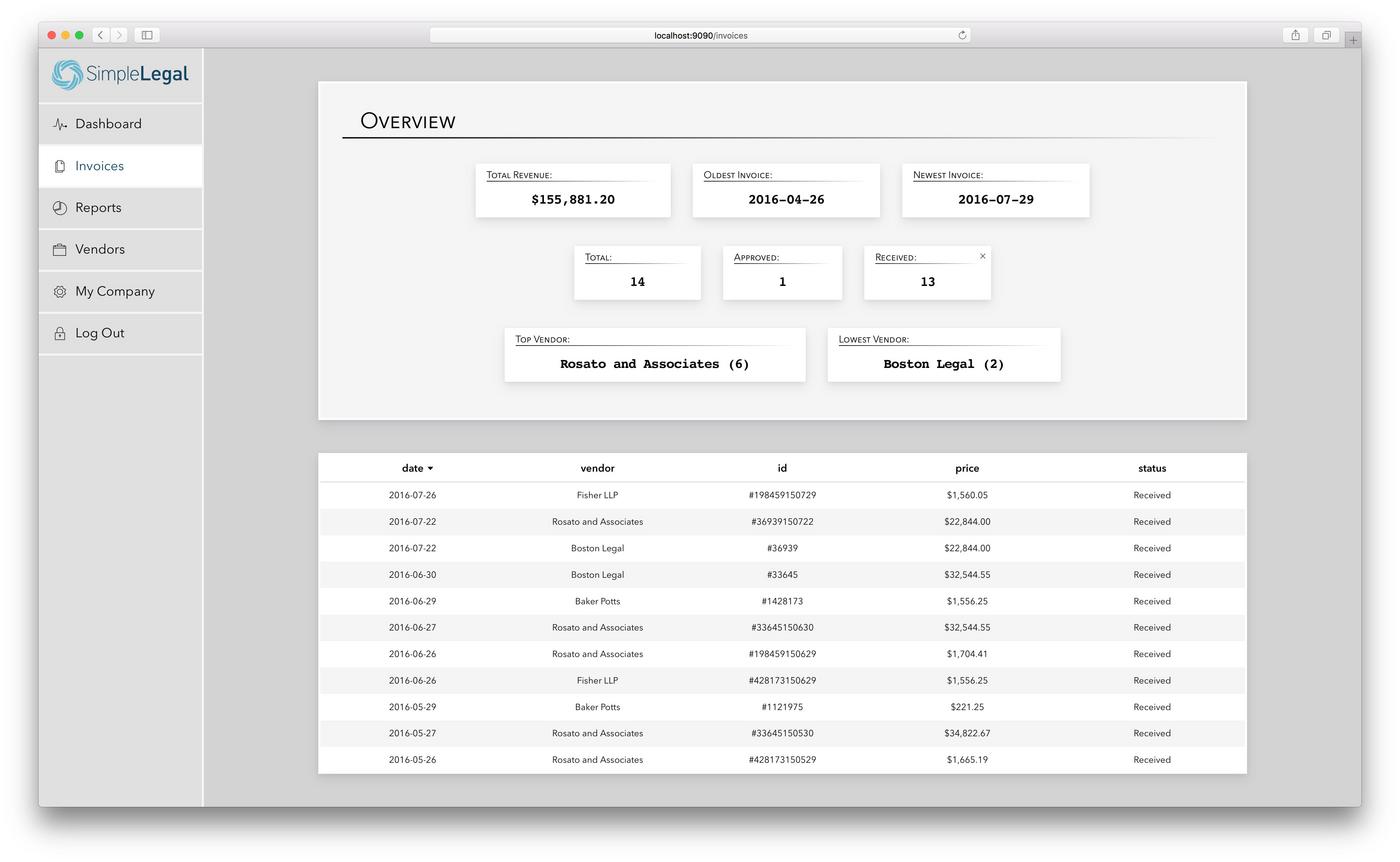 localhost:9090/invoices
SimpleLegal
Dashboard
Invoices
Reports
Vendors
My Company
Log Out
Overview
Total Revenue: Oldest Invoice: Newest Invoice:
$155,881.20 2016-04-26 2016-07-29
Total: Approved: Received: ×
14 1 13
Top Vendor: Lowest Vendor:
Rosato and Associates (6) Boston Legal (2)
date vendor id price status
2016-07-26 Fisher LLP #198459150729 $1,560.05 Received
2016-07-22 Rosato and Associates #36939150722 $22,844.00 Received
2016-07-22 Boston Legal #36939 $22,844.00 Received
2016-06-30 Boston Legal #33645 $32,544.55 Received
2016-06-29 Baker Potts #1428173 $1,556.25 Received
2016-06-27 Rosato and Associates #33645150630 $32,544.55 Received
2016-06-26 Rosato and Associates #198459150629 $1,704.41 Received
2016-06-26 Fisher LLP #428173150629 $1,556.25 Received
2016-05-29 Baker Potts #1121975 $221.25 Received
2016-05-27 Rosato and Associates #33645150530 $34,822.67 Received
2016-05-26 Rosato and Associates #428173150529 $1,665.19 Received